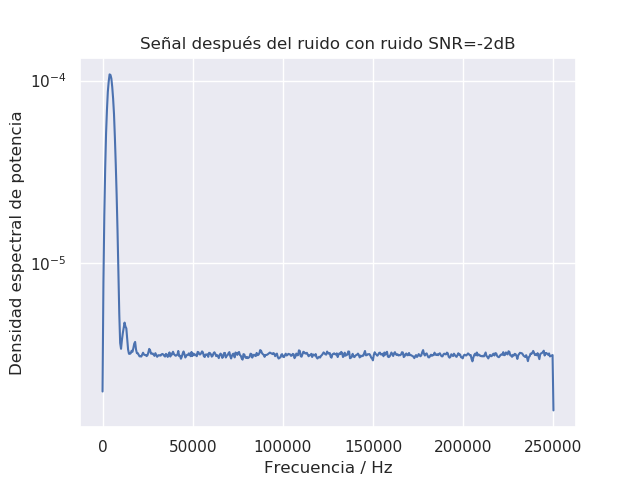 Señal después del ruido con ruido SNR=-2dB
Densidad espectral de potencia
10⁻⁴
10⁻⁵
0 50000 100000 150000 200000 250000
Frecuencia / Hz